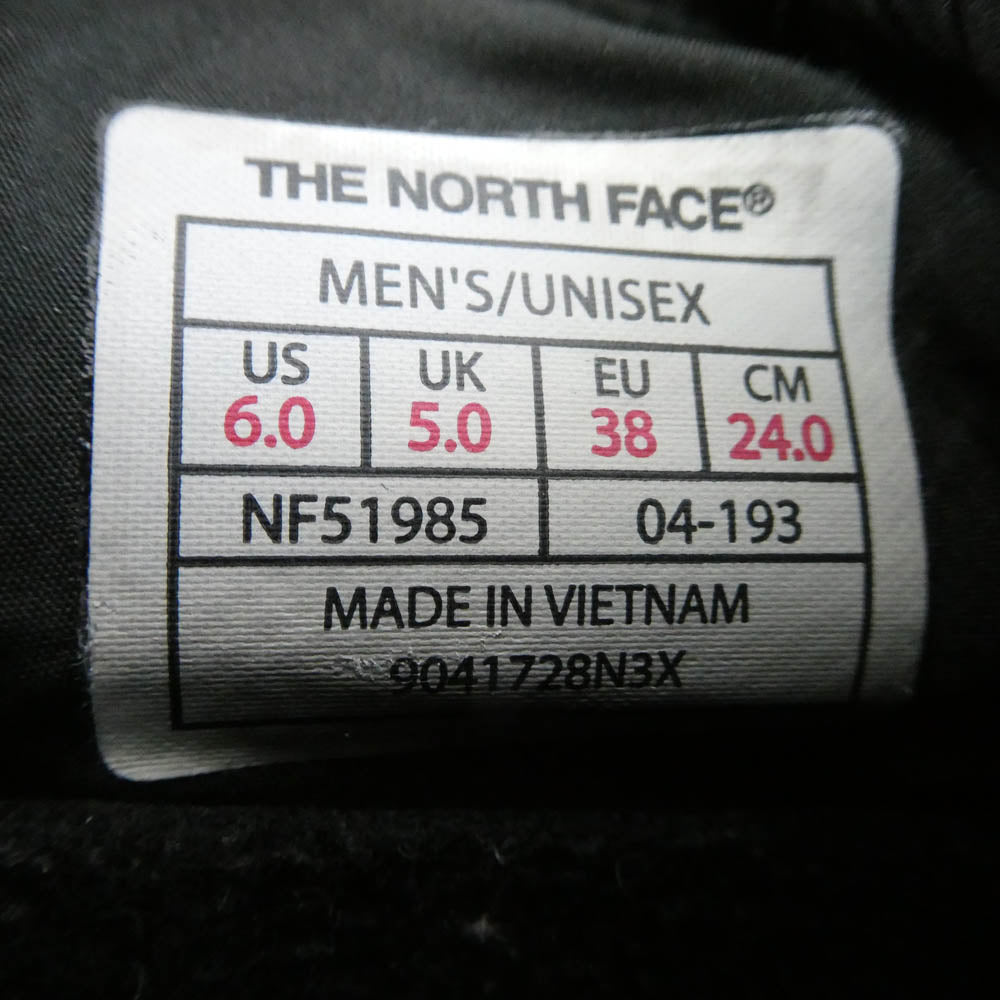 THE NORTH FACE®
MEN'S/UNISEX
US UK EU CM
6.0 5.0 38 24.0
NF51985 04-193
MADE IN VIETNAM
9041728N3X